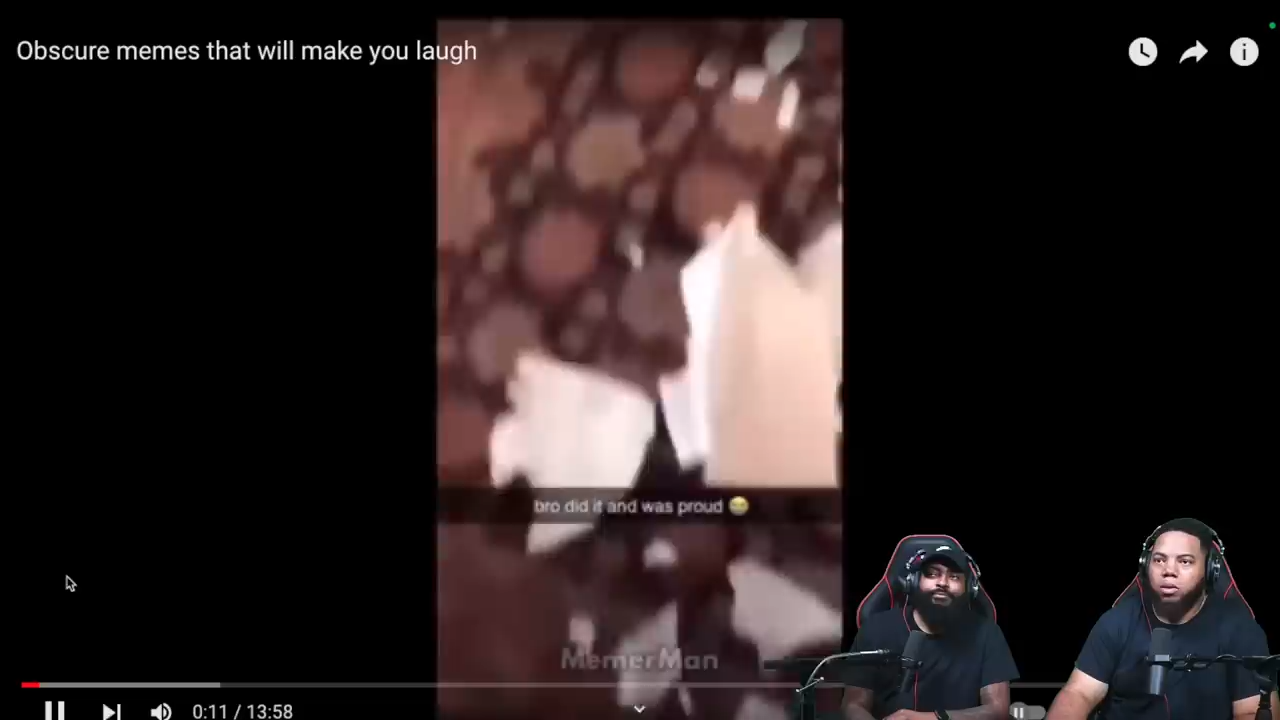 Obscure memes that will make you laugh
bro did it and was proud 😂
MemerMan
0:11 / 13:58